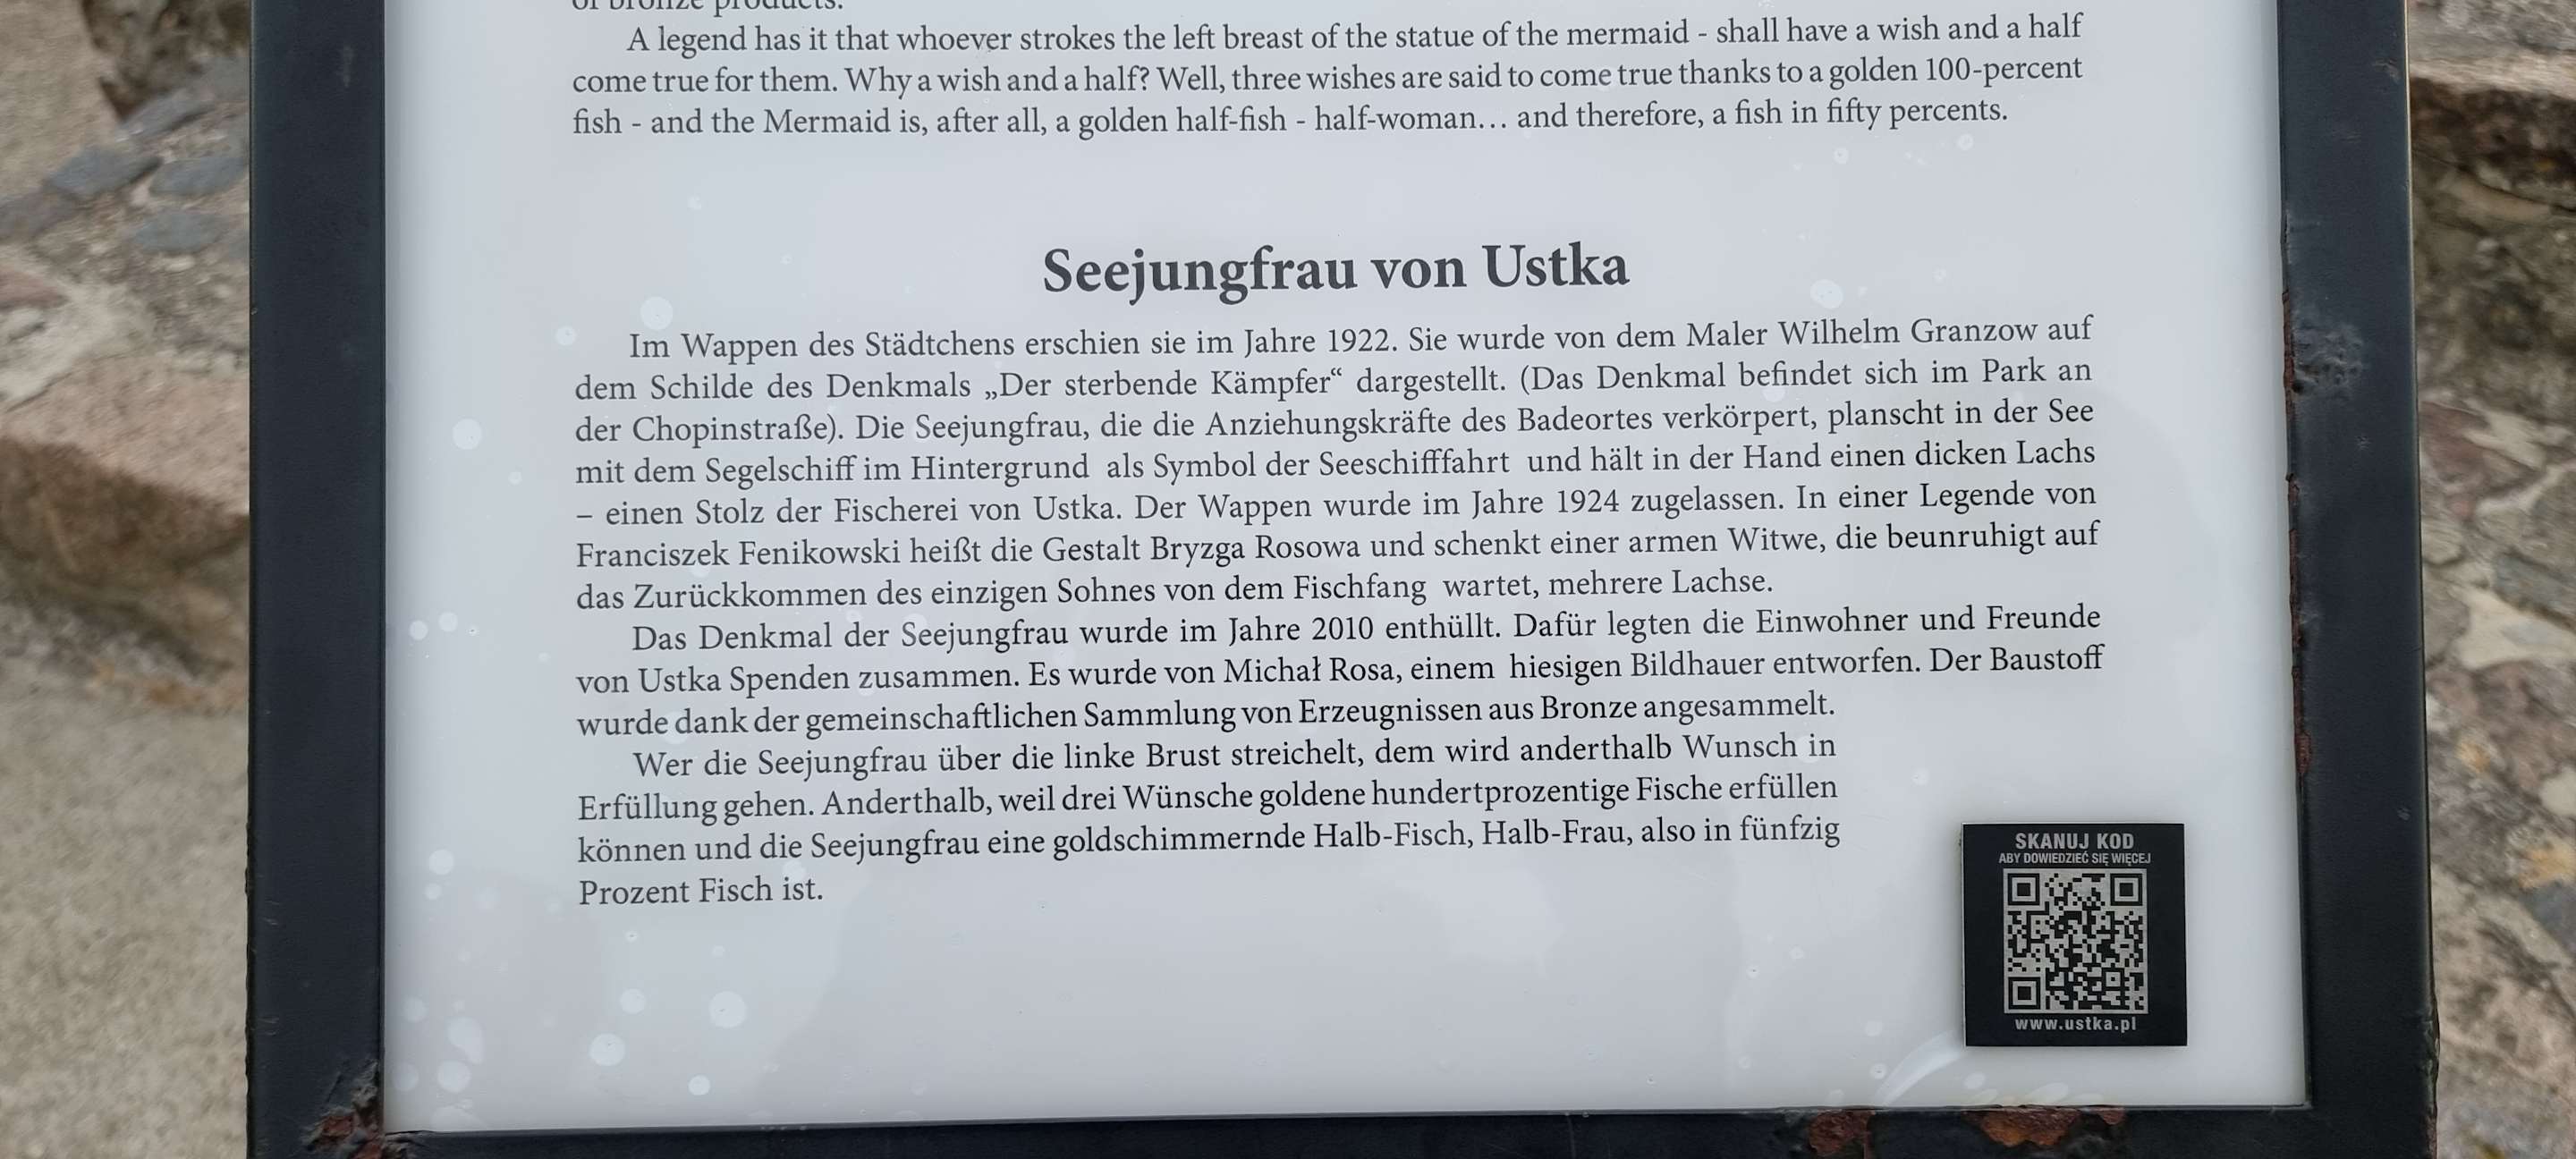 of bronze products.
A legend has it that whoever strokes the left breast of the statue of the mermaid - shall have a wish and a half
come true for them. Why a wish and a half? Well, three wishes are said to come true thanks to a golden 100-percent
fish - and the Mermaid is, after all, a golden half-fish - half-woman… and therefore, a fish in fifty percents.
Seejungfrau von Ustka
Im Wappen des Städtchens erschien sie im Jahre 1922. Sie wurde von dem Maler Wilhelm Granzow auf
dem Schilde des Denkmals „Der sterbende Kämpfer“ dargestellt. (Das Denkmal befindet sich im Park an
der Chopinstraße). Die Seejungfrau, die die Anziehungskräfte des Badeortes verkörpert, planscht in der See
mit dem Segelschiff im Hintergrund als Symbol der Seeschifffahrt und hält in der Hand einen dicken Lachs
– einen Stolz der Fischerei von Ustka. Der Wappen wurde im Jahre 1924 zugelassen. In einer Legende von
Franciszek Fenikowski heißt die Gestalt Bryzga Rosowa und schenkt einer armen Witwe, die beunruhigt auf
das Zurückkommen des einzigen Sohnes von dem Fischfang wartet, mehrere Lachse.
Das Denkmal der Seejungfrau wurde im Jahre 2010 enthüllt. Dafür legten die Einwohner und Freunde
von Ustka Spenden zusammen. Es wurde von Michał Rosa, einem hiesigen Bildhauer entworfen. Der Baustoff
wurde dank der gemeinschaftlichen Sammlung von Erzeugnissen aus Bronze angesammelt.
Wer die Seejungfrau über die linke Brust streichelt, dem wird anderthalb Wunsch in
Erfüllung gehen. Anderthalb, weil drei Wünsche goldene hundertprozentige Fische erfüllen
können und die Seejungfrau eine goldschimmernde Halb-Fisch, Halb-Frau, also in fünfzig
Prozent Fisch ist.
SKANUJ KOD
ABY DOWIEDZIEĆ SIĘ WIĘCEJ
www.ustka.pl